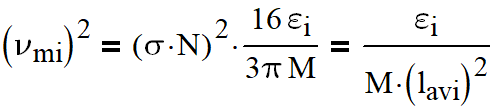 (ν_mi)² = (σ·N)² · (16 ε_i)/(3π M) = ε_i/(M·(l_avi)²)